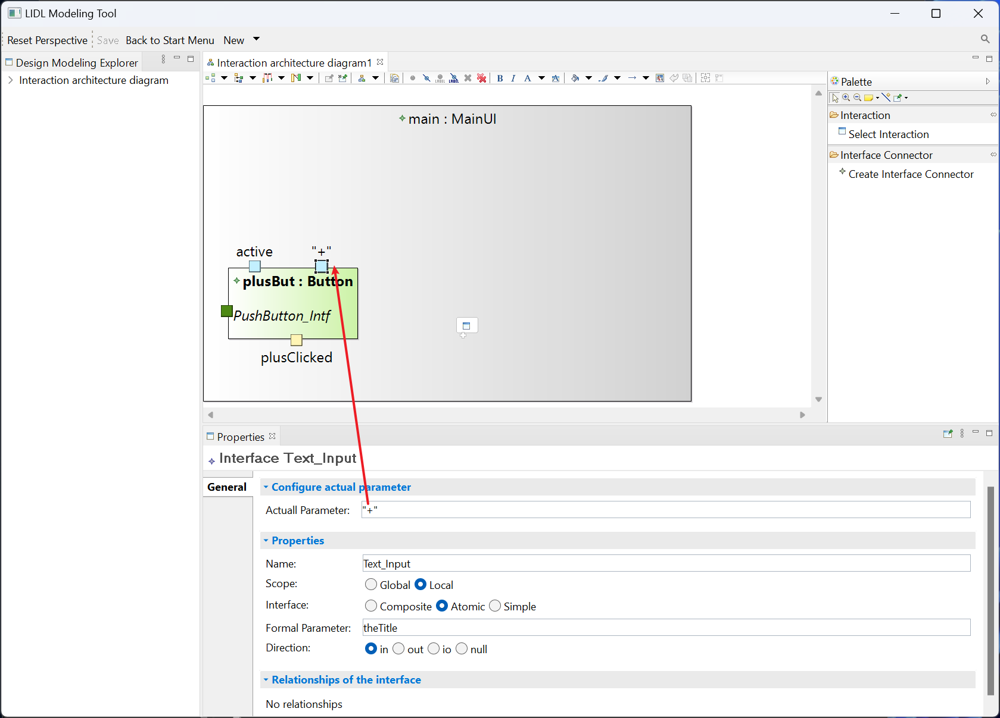 LIDL Modeling Tool
Reset Perspective Save Back to Start Menu New
Design Modeling Explorer
Interaction architecture diagram
Interaction architecture diagram1
LABEL LABEL B I A A
main : MainUI
active "+"
plusBut : Button
PushButton_Intf
plusClicked
Palette
Interaction
Select Interaction
Interface Connector
Create Interface Connector
Properties
Interface Text_Input
General
Configure actual parameter
Actuall Parameter: "+"
Properties
Name: Text_Input
Scope: Global Local
Interface: Composite Atomic Simple
Formal Parameter: theTitle
Direction: in out io null
Relationships of the interface
No relationships